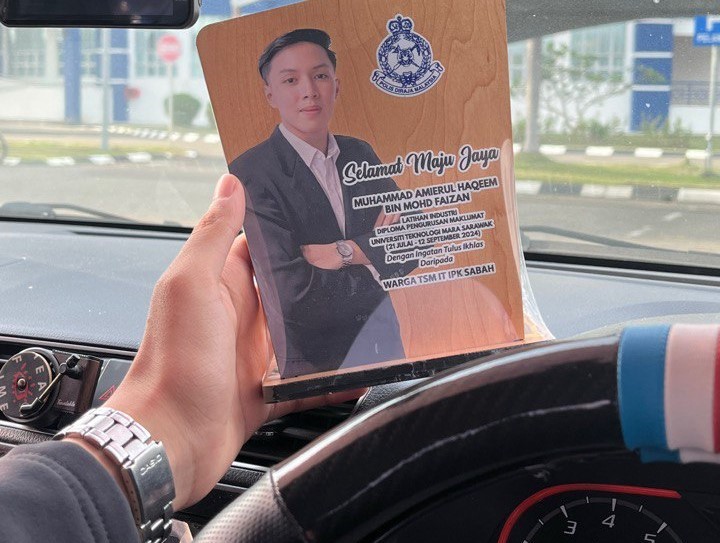 POLIS DIRAJA MALAYSIA
Selamat Maju Jaya
MUHAMMAD AMIERUL HAQEEM
BIN MOHD FAIZAN
LATIHAN INDUSTRI
DIPLOMA PENGURUSAN MAKLUMAT
UNIVERSITI TEKNOLOGI MARA SARAWAK
(21 JULAI - 12 SEPTEMBER 2024)
Dengan Ingatan Tulus Ikhlas
Daripada
WARGA TSM IT IPK SABAH
CASIO
3
4
5